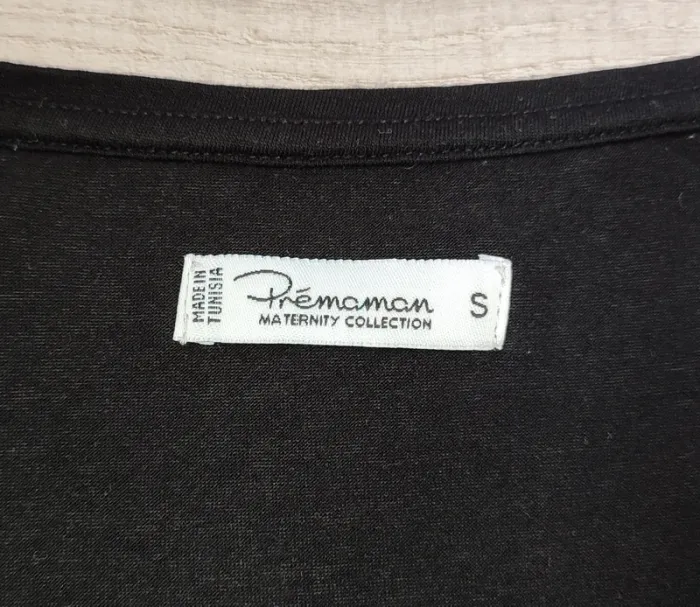 MADE IN
TUNISIA
Prémaman
MATERNITY COLLECTION
S